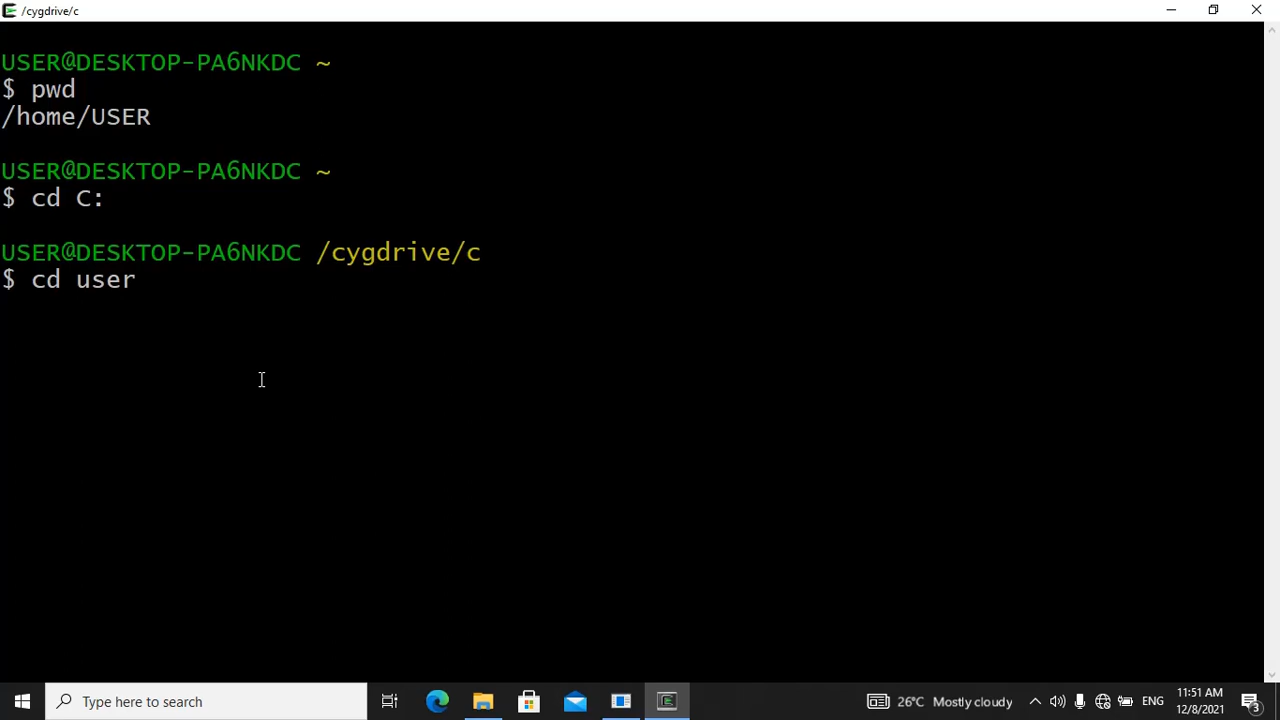 /cygdrive/c
USER@DESKTOP-PA6NKDC ~
$ pwd
/home/USER
USER@DESKTOP-PA6NKDC ~
$ cd C:
USER@DESKTOP-PA6NKDC /cygdrive/c
$ cd user
Type here to search
26°C Mostly cloudy
ENG
11:51 AM
12/8/2021
3